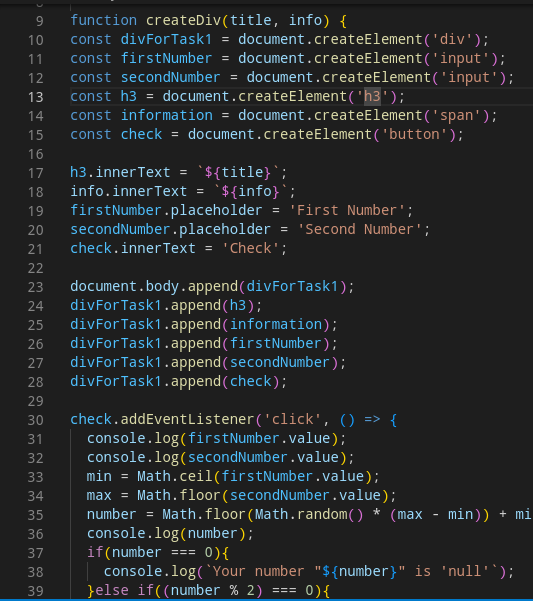 9 function createDiv(title, info) {
10 const divForTask1 = document.createElement('div');
11 const firstNumber = document.createElement('input');
12 const secondNumber = document.createElement('input');
13 const h3 = document.createElement('h3');
14 const information = document.createElement('span');
15 const check = document.createElement('button');
16
17 h3.innerText = `${title}`;
18 info.innerText = `${info}`;
19 firstNumber.placeholder = 'First Number';
20 secondNumber.placeholder = 'Second Number';
21 check.innerText = 'Check';
22
23 document.body.append(divForTask1);
24 divForTask1.append(h3);
25 divForTask1.append(information);
26 divForTask1.append(firstNumber);
27 divForTask1.append(secondNumber);
28 divForTask1.append(check);
29
30 check.addEventListener('click', () => {
31 console.log(firstNumber.value);
32 console.log(secondNumber.value);
33 min = Math.ceil(firstNumber.value);
34 max = Math.floor(secondNumber.value);
35 number = Math.floor(Math.random() * (max - min)) + mi
36 console.log(number);
37 if(number === 0){
38 console.log(`Your number "${number}" is 'null'`);
39 }else if((number % 2) === 0){